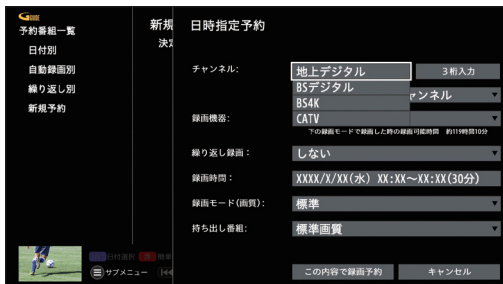 GUIDE
予約番組一覧
日付別
自動録画別
繰り返し別
新規予約
新規
決定
日時指定予約
チャンネル:
地上デジタル
3桁入力
BSデジタル
BS4K
CATV
ャンネル
録画機器:
下の録画モードで録画した時の録画可能時間 約119時間10分
繰り返し録画:
しない
録画時間:
XXXX/X/XX(水) XX:XX〜XX:XX(30分)
録画モード(画質):
標準
持ち出し番組:
標準画質
日付選択
簡単
サブメニュー
この内容で録画予約
キャンセル